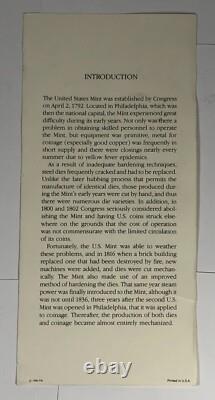 INTRODUCTION
The United States Mint was established by Congress
on April 2, 1792. Located in Philadelphia, which was
then the national capital, the Mint experienced great
difficulty during its early years. Not only was there a
problem in obtaining skilled personnel to operate
the Mint, but equipment was primitive, metal for
coinage (especially good copper) was frequently in
short supply and there were closings nearly every
summer due to yellow fever epidemics.
As a result of inadequate hardening techniques,
steel dies frequently cracked and had to be replaced.
Unlike the later hubbing process that permits the
manufacture of identical dies, those produced dur-
ing the Mint's early years were cut by hand, and thus
there were numerous die varieties. In addition, in
1800 and 1802 Congress seriously considered abol-
ishing the Mint and having U.S. coins struck else-
where on the grounds that the cost of operation
was not commensurate with the limited circulation
of its coins.
Fortunately, the U.S. Mint was able to weather
these problems, and in 1816 when a brick building
replaced one that had been destroyed by fire, new
machines were added, and dies were cut mechan-
ically. The Mint also made use of an improved
method of hardening the dies. That same year steam
power was finally introduced to the Mint, although it
was not until 1836, three years after the second U.S.
Mint was opened in Philadelphia, that it was applied
to coinage. Thereafter, the production of both dies
and coinage became almost entirely mechanized.
Printed in U.S.A.